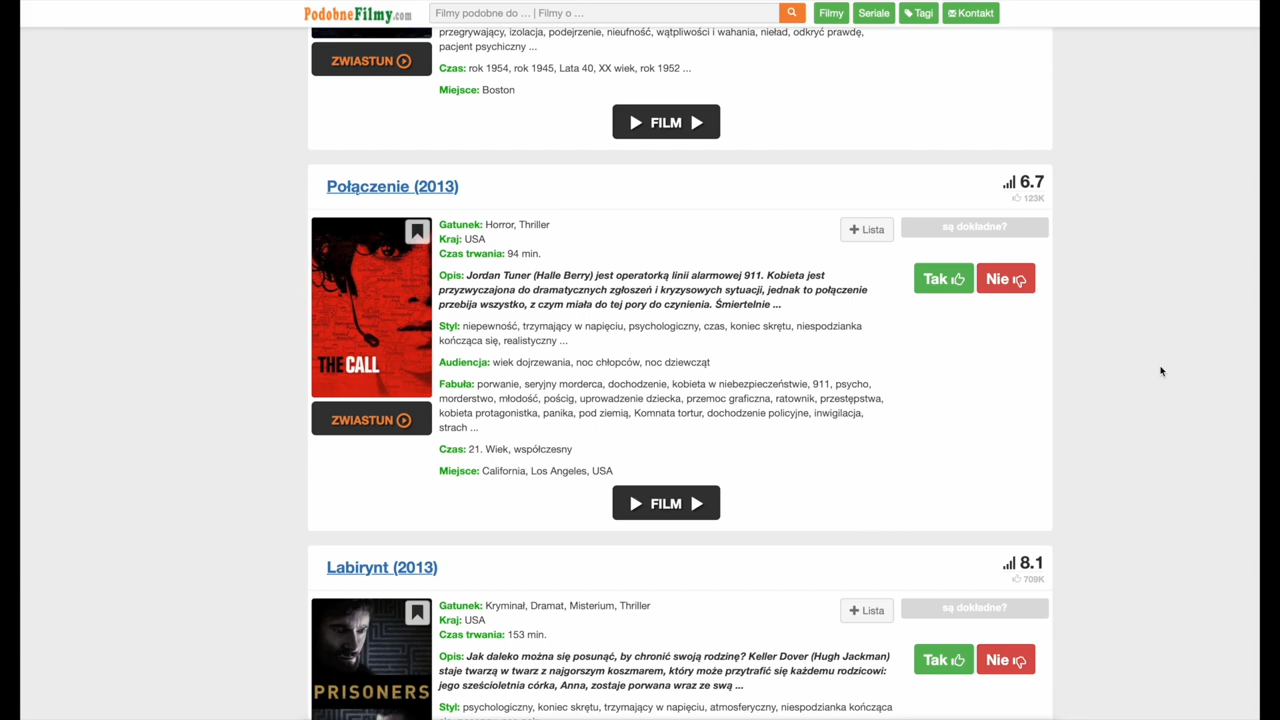 PodobneFilmy.com
Filmy podobne do ... | Filmy o ...
Filmy
Seriale
Tagi
Kontakt
przegrywający, izolacja, podejrzenie, nieufność, wątpliwości i wahania, nieład, odkryć prawdę,
pacjent psychiczny ...
ZWIASTUN
Czas: rok 1954, rok 1945, Lata 40, XX wiek, rok 1952 ...
Miejsce: Boston
FILM
Połączenie (2013)
6.7
123K
Gatunek: Horror, Thriller
Kraj: USA
Czas trwania: 94 min.
Lista
są dokładne?
Tak
Nie
Opis: Jordan Tuner (Halle Berry) jest operatorką linii alarmowej 911. Kobieta jest
przyzwyczajona do dramatycznych zgłoseń i kryzysowych sytuacji, jednak to połączenie
przebija wszystko, z czym miała do tej pory do czynienia. Śmiertelnie ...
Styl: niepewność, trzymający w napięciu, psychologiczny, czas, koniec skrętu, niespodzianka
kończąca się, realistyczny ...
Audiencja: wiek dojrzewania, noc chłopców, noc dziewcząt
THE CALL
Fabuła: porwanie, seryjny morderca, dochodzenie, kobieta w niebezpieczeństwie, 911, psycho,
morderstwo, młodość, pościg, uprowadzenie dziecka, przemoc graficzna, ratownik, przestępstwa,
kobieta protagonistka, panika, pod ziemią, Komnata tortur, dochodzenie policyjne, inwigilacja,
strach ...
ZWIASTUN
Czas: 21. Wiek, współczesny
Miejsce: California, Los Angeles, USA
FILM
Labirynt (2013)
8.1
709K
Gatunek: Kryminał, Dramat, Misterium, Thriller
Kraj: USA
Czas trwania: 153 min.
Lista
są dokładne?
Tak
Nie
Opis: Jak daleko można się posunąć, by chronić swoją rodzinę? Keller Dover (Hugh Jackman)
staje twarzą w twarz z najgorszym koszmarem, który może przytrafić się każdemu rodzicowi:
jego sześcioletnia córka, Anna, zostaje porwana wraz ze swą ...
PRISONERS
Styl: psychologiczny, koniec skrętu, trzymający w napięciu, atmosferyczny, niespodzianka kończąca